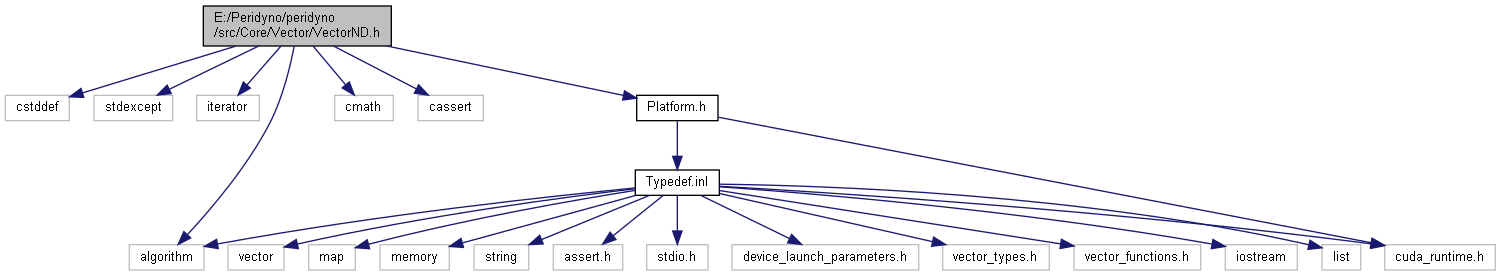 E:/Peridyno/peridyno
/src/Core/Vector/VectorND.h
cstddef
stdexcept
iterator
cmath
cassert
Platform.h
Typedef.inl
algorithm
vector
map
memory
string
assert.h
stdio.h
device_launch_parameters.h
vector_types.h
vector_functions.h
iostream
list
cuda_runtime.h